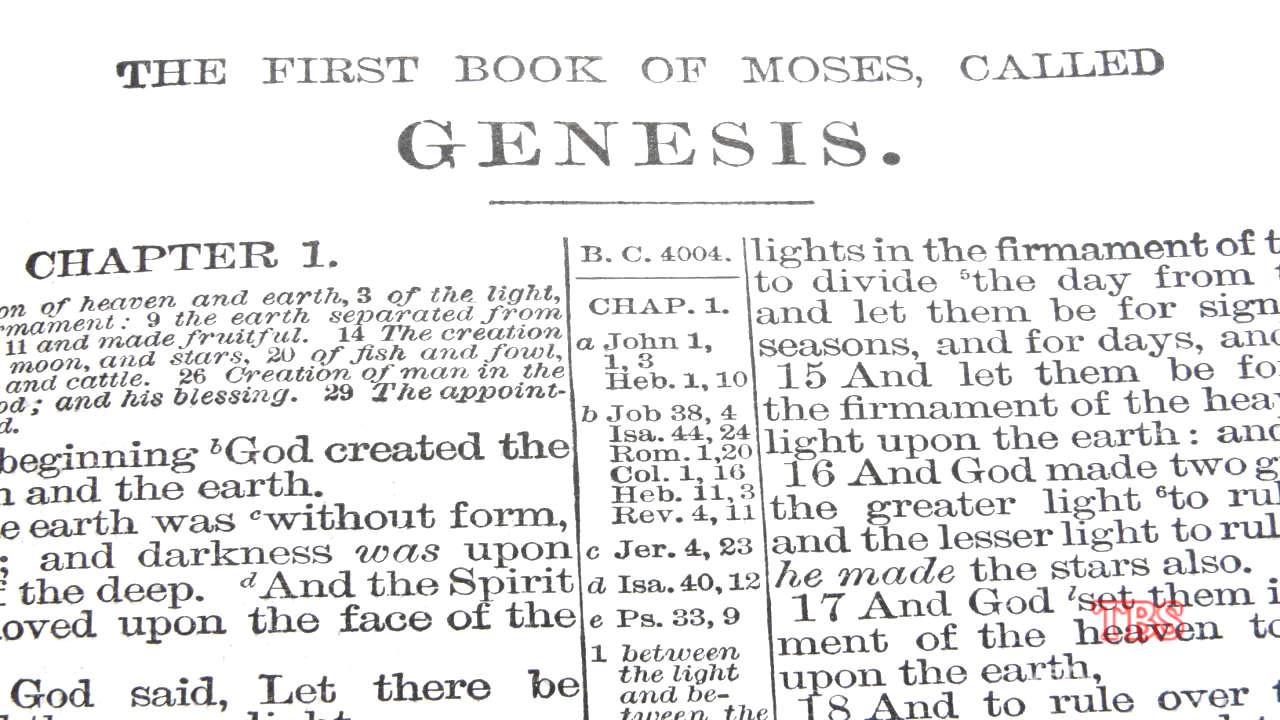 THE FIRST BOOK OF MOSES, CALLED
GENESIS.
CHAPTER 1.
on of heaven and earth, 3 of the light,
rmament: 9 the earth separated from
11 and made fruitful. 14 The creation
moon, and stars, 20 of fish and fowl,
and cattle. 26 Creation of man in the
od; and his blessing. 29 The appoint-
d.
beginning ᵇGod created the
n and the earth.
e earth was ᶜwithout form,
; and darkness was upon
f the deep. ᵈAnd the Spirit
oved upon the face of the
God said, Let there be
B. C. 4004.
CHAP. 1.
a John 1,
1, 3
Heb. 1, 10
b Job 38, 4
Isa. 44, 24
Rom. 1,20
Col. 1, 16
Heb. 11, 3
Rev. 4, 11
c Jer. 4, 23
d Isa. 40, 12
e Ps. 33, 9
1 between
the light
and be-
tween the
lights in the firmament of t
to divide ⁵the day from t
and let them be for sign
seasons, and for days, and
15 And let them be fo
the firmament of the hea
light upon the earth: and
16 And God made two g
the greater light ⁶to rul
and the lesser light to rul
he made the stars also.
17 And God ˡset them i
ment of the heaven to
upon the earth,
18 And to rule over t
TBS